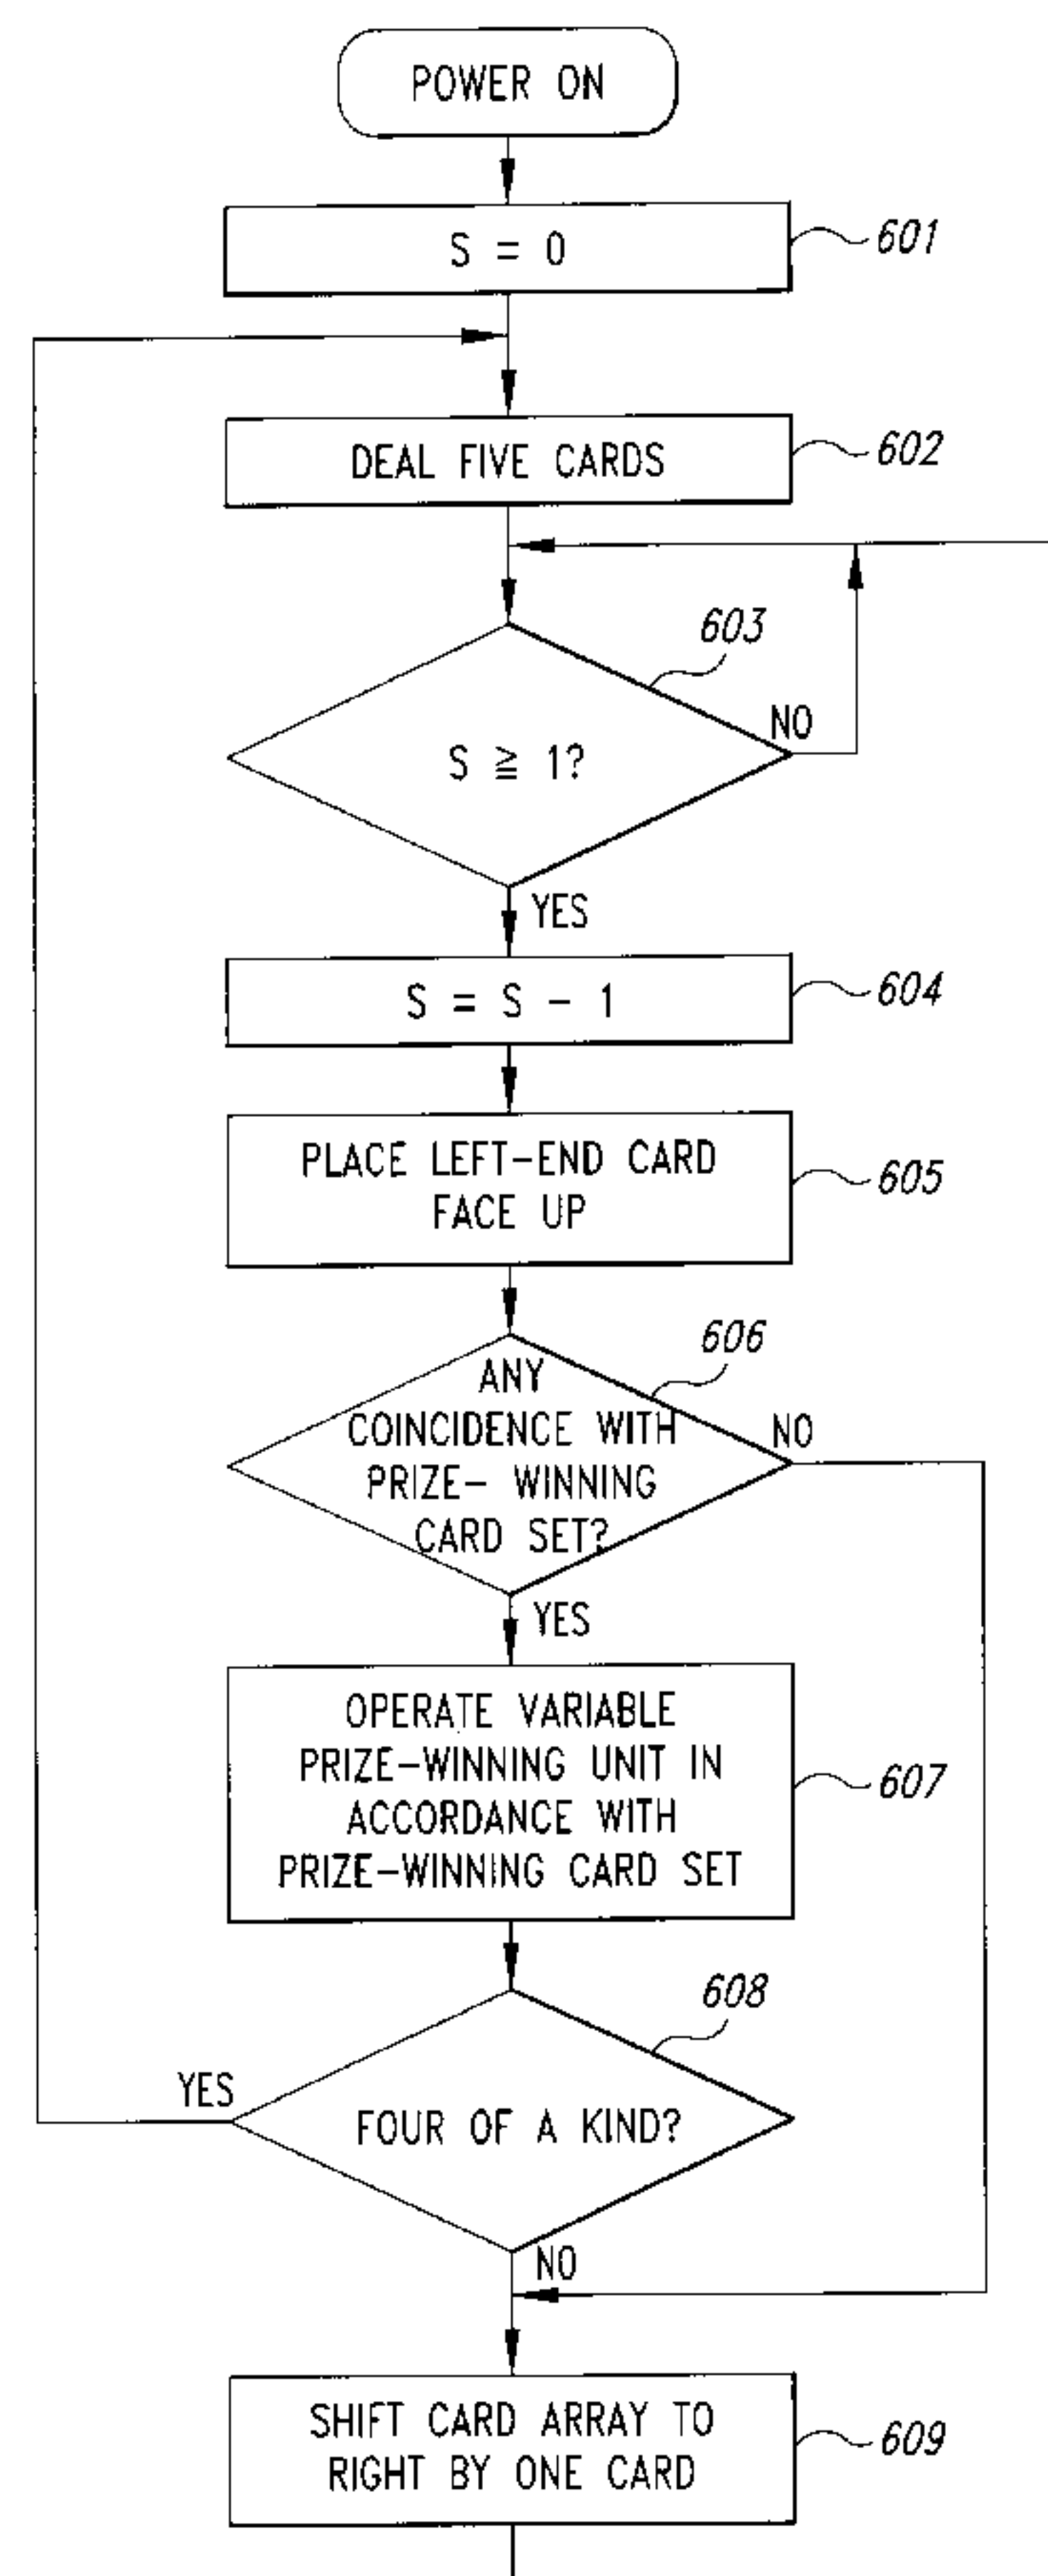 POWER ON
S = 0
601
DEAL FIVE CARDS
602
603
NO
S ≧ 1?
YES
S = S - 1
604
PLACE LEFT-END CARD
FACE UP
605
606
ANY
COINCIDENCE WITH
PRIZE- WINNING
CARD SET?
NO
YES
OPERATE VARIABLE
PRIZE-WINNING UNIT IN
ACCORDANCE WITH
PRIZE-WINNING CARD SET
607
608
YES
FOUR OF A KIND?
NO
SHIFT CARD ARRAY TO
RIGHT BY ONE CARD
609